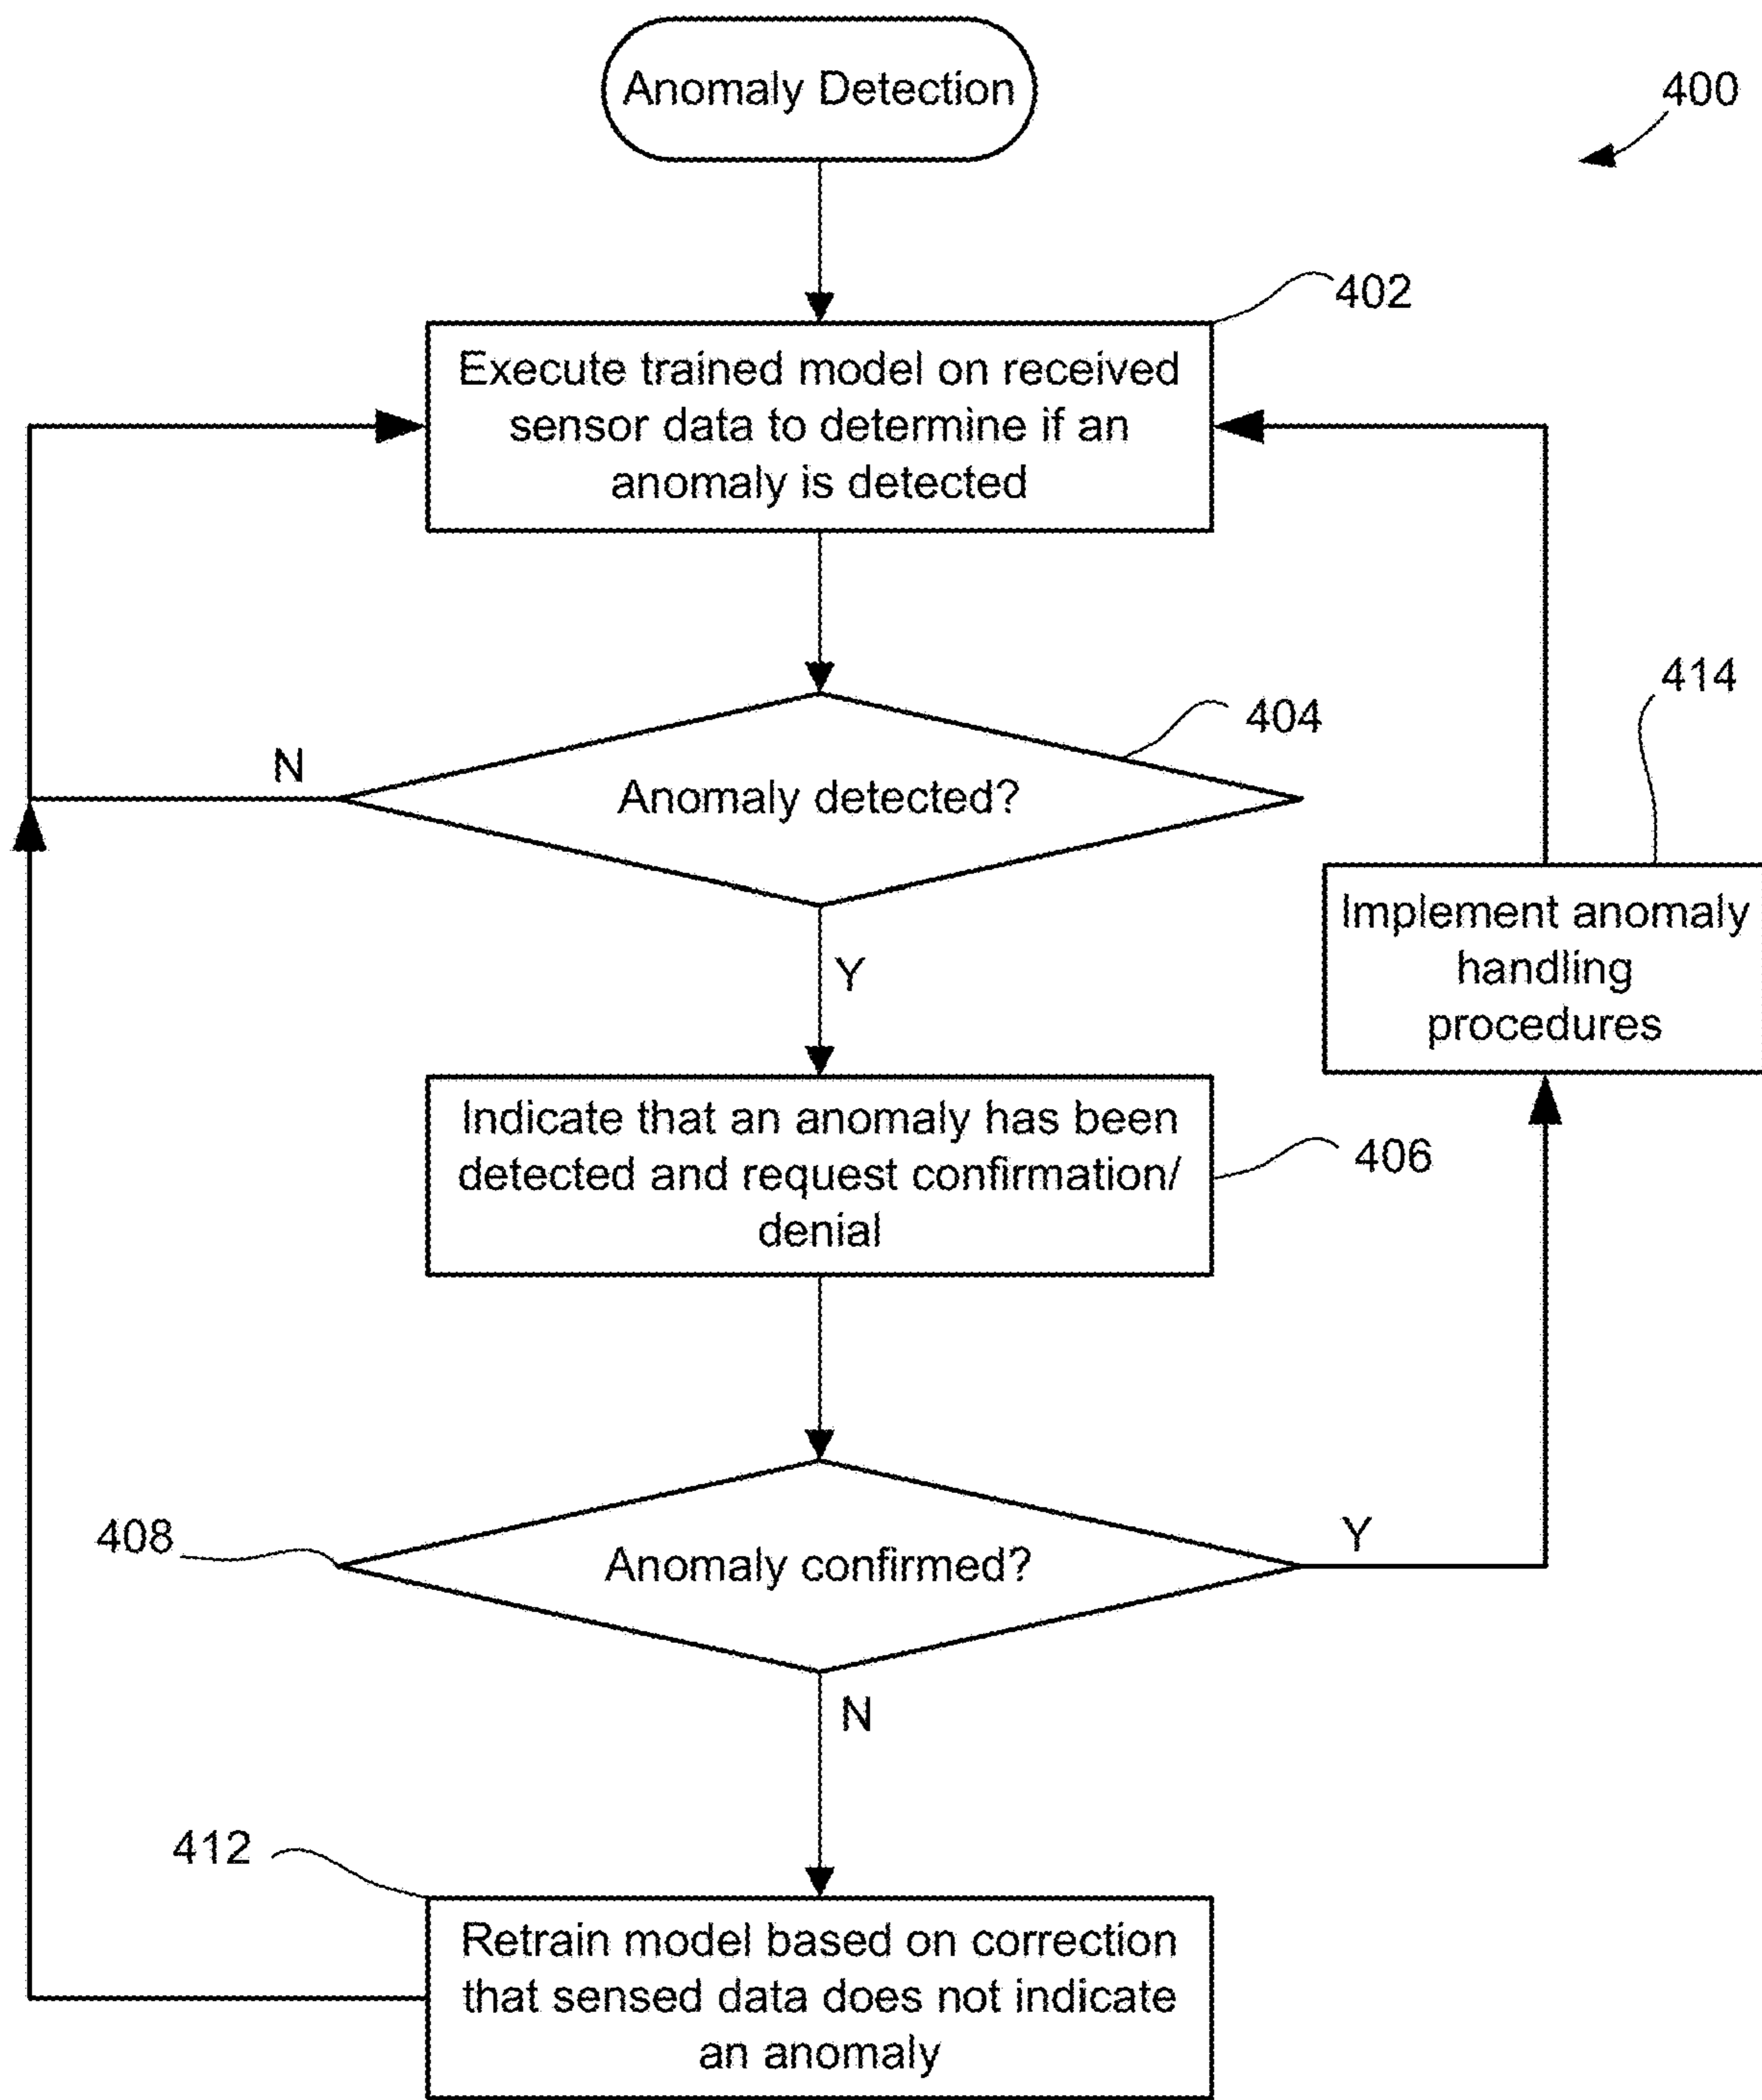 Anomaly Detection
400
402
Execute trained model on received
sensor data to determine if an
anomaly is detected
414
404
N
Anomaly detected?
Implement anomaly
handling
procedures
Y
Indicate that an anomaly has been
detected and request confirmation/
denial
406
408
Anomaly confirmed?
Y
N
412
Retrain model based on correction
that sensed data does not indicate
an anomaly